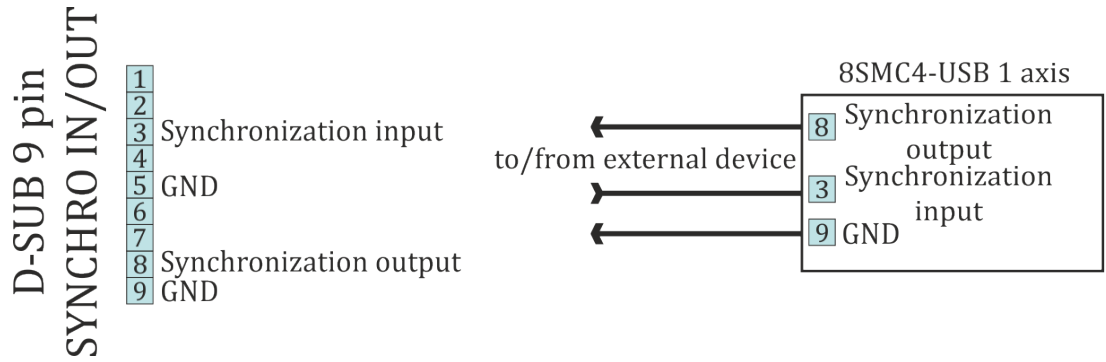 D-SUB 9 pin
SYNCHRO IN/OUT
1
2
3 Synchronization input
4
5 GND
6
7
8 Synchronization output
9 GND
to/from external device
8SMC4-USB 1 axis
8 Synchronization
output
3 Synchronization
input
9 GND